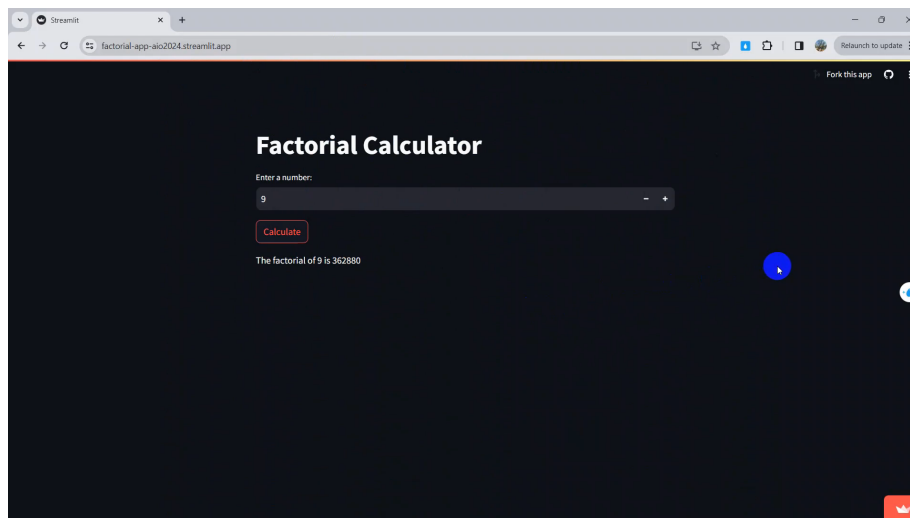 Streamlit
factorial-app-aio2024.streamlit.app
Relaunch to update
Fork this app
Factorial Calculator
Enter a number:
9
Calculate
The factorial of 9 is 362880